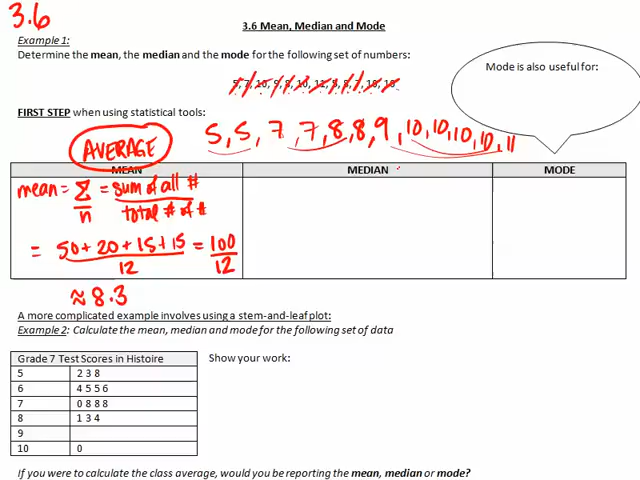 3.6
3.6 Mean, Median and Mode
Example 1:
Determine the mean, the median and the mode for the following set of numbers:
Mode is also useful for:
FIRST STEP when using statistical tools:
5, 5, 7, 7, 8, 8, 9, 10, 10, 10, 10, 11
AVERAGE
MEAN MEDIAN MODE
mean = Σ/n = sum of all #/total # of #
= 50 + 20 + 15 + 15/12 = 100/12
≈ 8.3
A more complicated example involves using a stem-and-leaf plot:
Example 2: Calculate the mean, median and mode for the following set of data
Grade 7 Test Scores in Histoire
Show your work:
5 2 3 8
6 4 5 5 6
7 0 8 8 8
8 1 3 4
9
10 0
If you were to calculate the class average, would you be reporting the mean, median or mode?